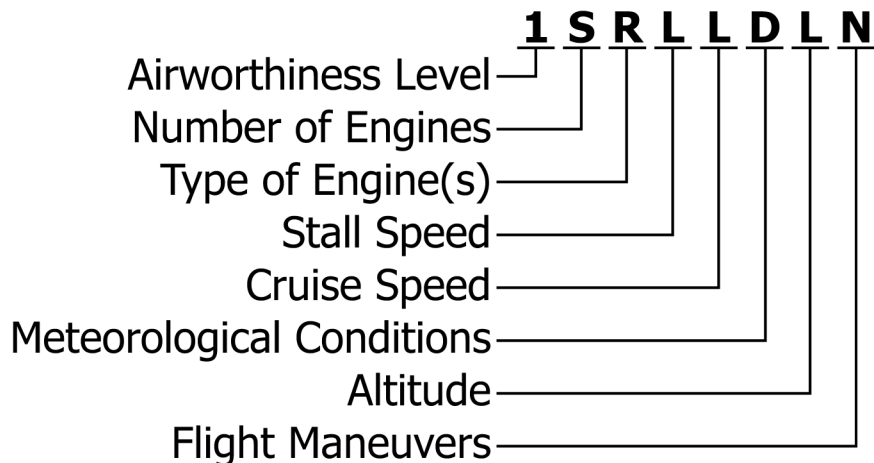 1 S R L L D L N
Airworthiness Level
Number of Engines
Type of Engine(s)
Stall Speed
Cruise Speed
Meteorological Conditions
Altitude
Flight Maneuvers